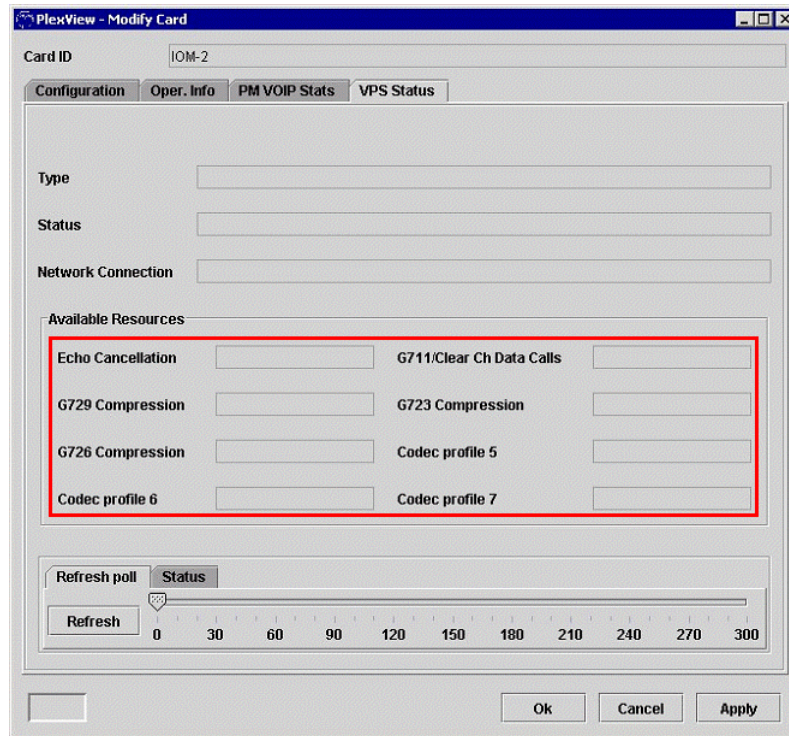 PlexView - Modify Card
Card ID IOM-2
Configuration Oper. Info PM VOIP Stats VPS Status
Type
Status
Network Connection
Available Resources
Echo Cancellation G711/Clear Ch Data Calls
G729 Compression G723 Compression
G726 Compression Codec profile 5
Codec profile 6 Codec profile 7
Refresh poll Status
Refresh
0 30 60 90 120 150 180 210 240 270 300
Ok Cancel Apply